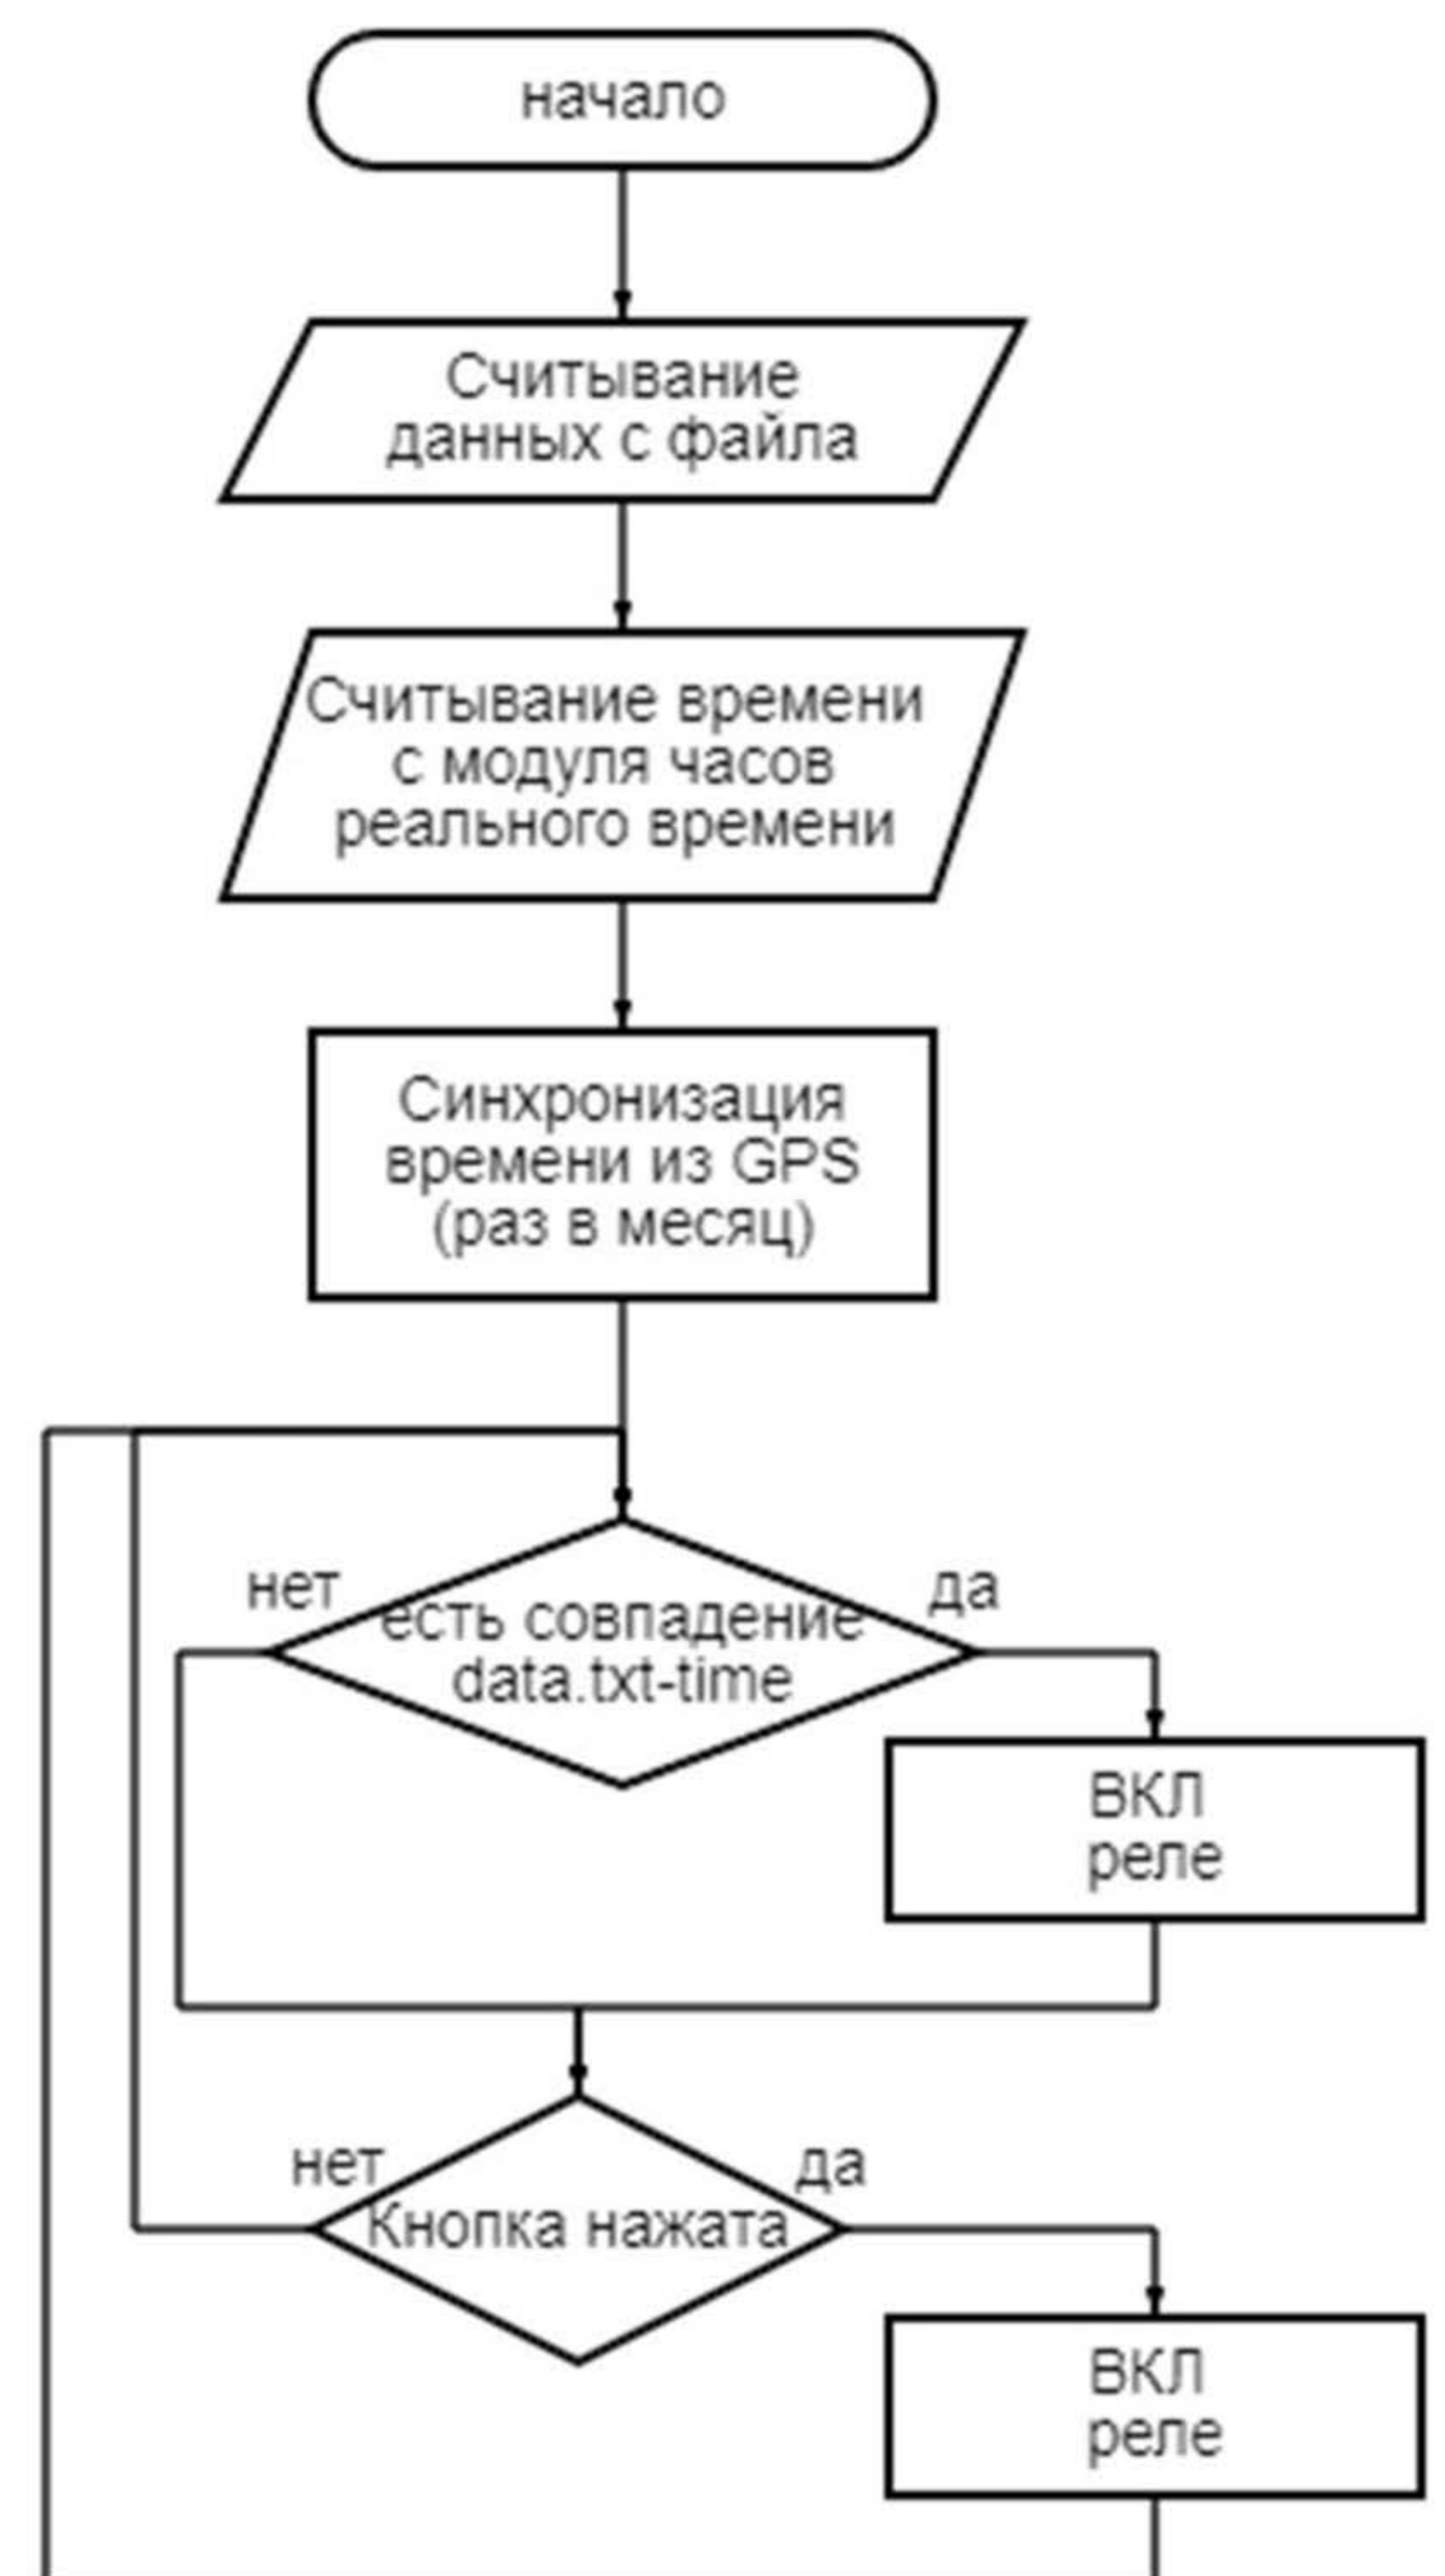 начало
Считывание
данных с файла
Считывание времени
с модуля часов
реального времени
Синхронизация
времени из GPS
(раз в месяц)
нет
да
есть совпадение
data.txt-time
ВКЛ
реле
нет
да
Кнопка нажата
ВКЛ
реле